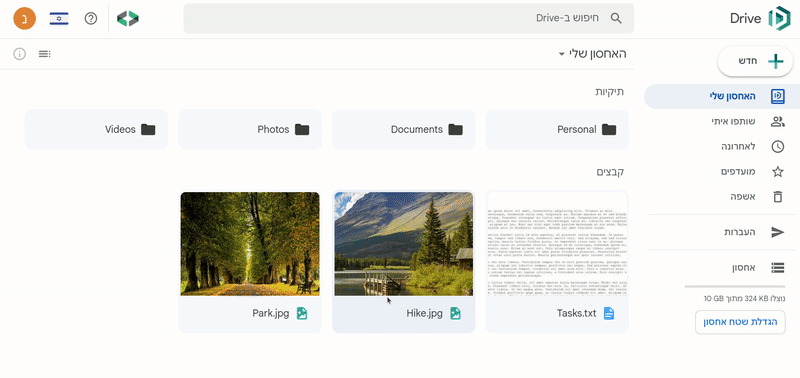 Drive
חיפוש ב-Drive
נ
חדש
האחסון שלי
שותפו איתי
לאחרונה
מועדפים
אשפה
העברות
אחסון
נוצלו 324 KB מתוך 10 GB
הגדלת שטח אחסון
האחסון שלי
תיקיות
Personal
Documents
Photos
Videos
קבצים
Tasks.txt
Hike.jpg
Park.jpg